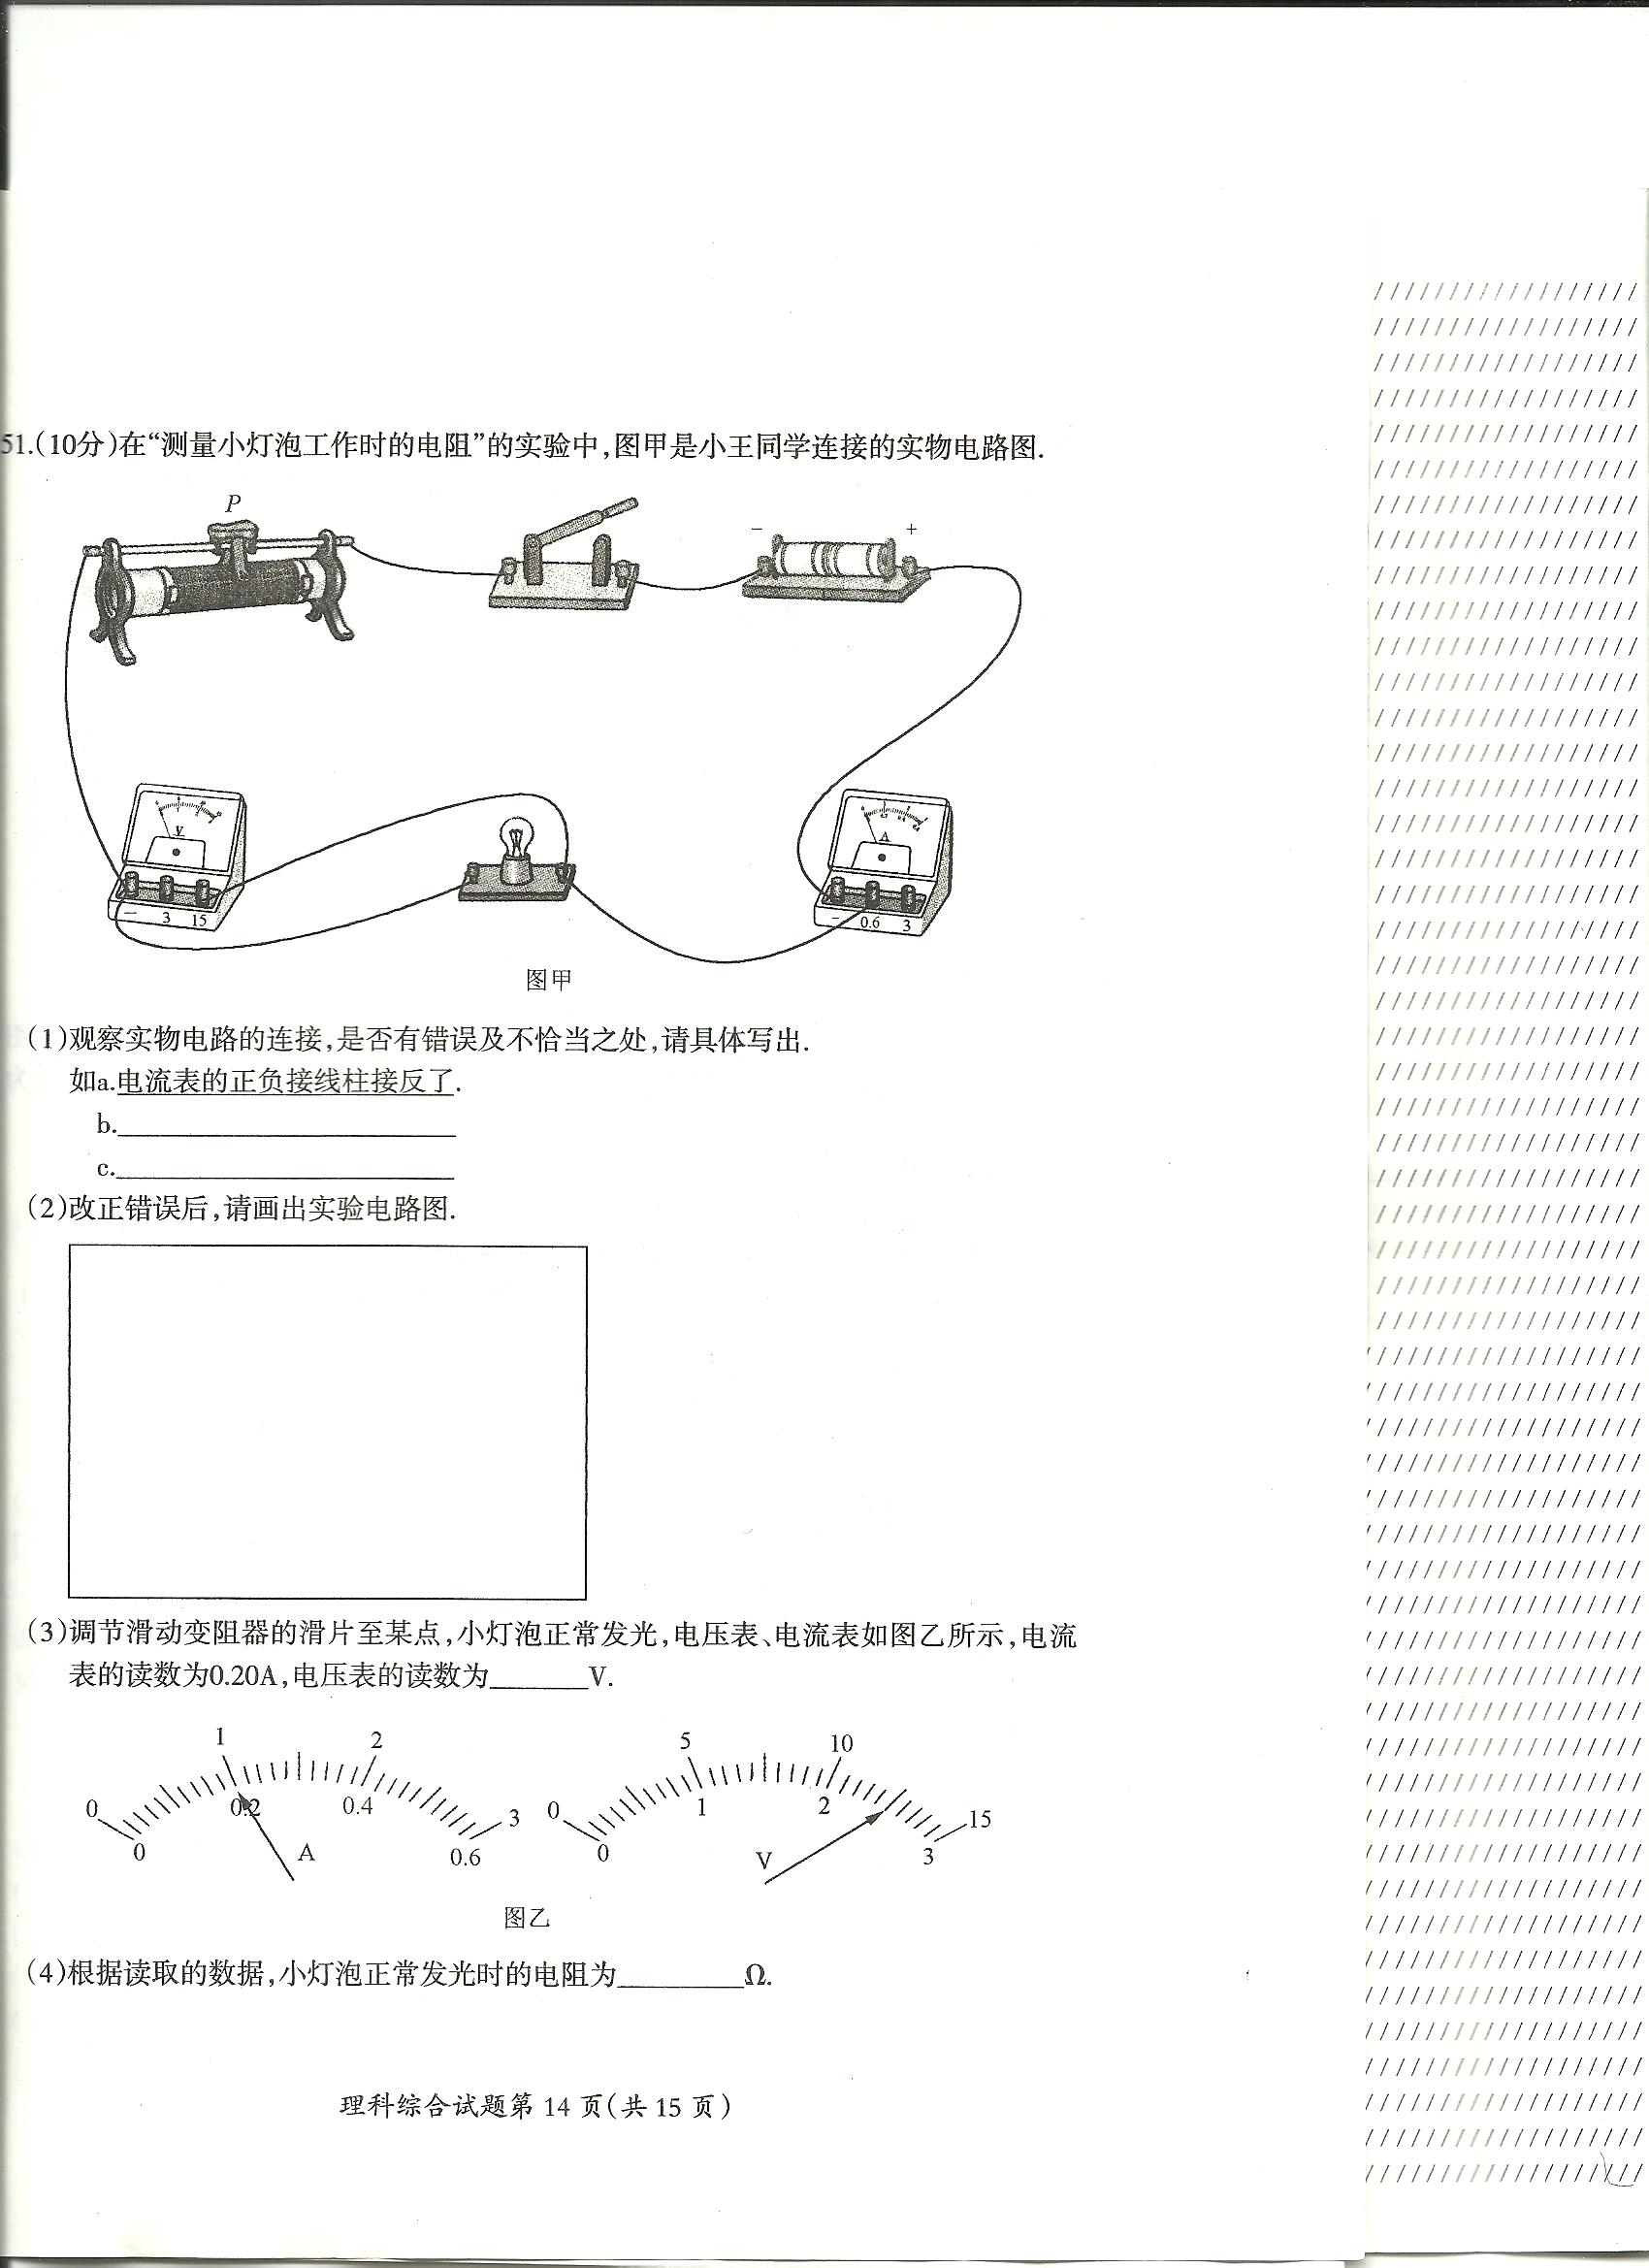 51.(10分)在“测量小灯泡工作时的电阻”的实验中,图甲是小王同学连接的实物电路图.
P
- +
V
A
- 3 15
- 0.6 3
图甲
(1)观察实物电路的连接,是否有错误及不恰当之处,请具体写出.
如a.电流表的正负接线柱接反了.
b.
c.
(2)改正错误后,请画出实验电路图.
(3)调节滑动变阻器的滑片至某点,小灯泡正常发光,电压表、电流表如图乙所示,电流
表的读数为0.20A,电压表的读数为______V.
0 1 2 3
0 0.2 0.4 0.6
A
0 5 10 15
0 1 2 3
V
图乙
(4)根据读取的数据,小灯泡正常发光时的电阻为________Ω.
理科综合试题第 14 页(共 15 页)